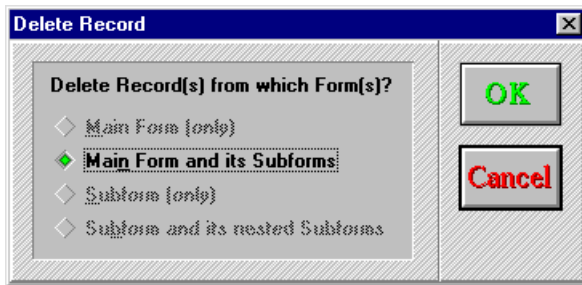 Delete Record
Delete Record(s) from which Form(s)?
Main Form (only)
Main Form and its Subforms
Subform (only)
Subform and its nested Subforms
OK
Cancel